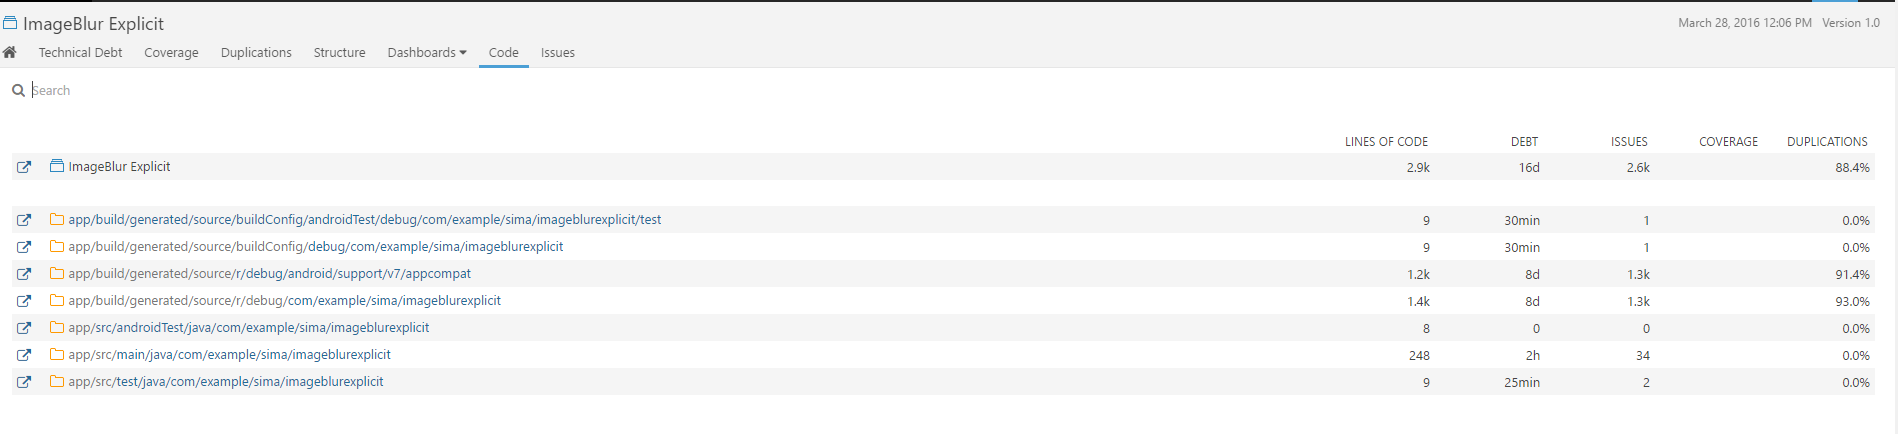 ImageBlur Explicit
March 28, 2016 12:06 PM Version 1.0
Technical Debt Coverage Duplications Structure Dashboards Code Issues
Search
LINES OF CODE DEBT ISSUES COVERAGE DUPLICATIONS
ImageBlur Explicit 2.9k 16d 2.6k 88.4%
app/build/generated/source/buildConfig/androidTest/debug/com/example/sima/imageblurexplicit/test 9 30min 1 0.0%
app/build/generated/source/buildConfig/debug/com/example/sima/imageblurexplicit 9 30min 1 0.0%
app/build/generated/source/r/debug/android/support/v7/appcompat 1.2k 8d 1.3k 91.4%
app/build/generated/source/r/debug/com/example/sima/imageblurexplicit 1.4k 8d 1.3k 93.0%
app/src/androidTest/java/com/example/sima/imageblurexplicit 8 0 0 0.0%
app/src/main/java/com/example/sima/imageblurexplicit 248 2h 34 0.0%
app/src/test/java/com/example/sima/imageblurexplicit 9 25min 2 0.0%